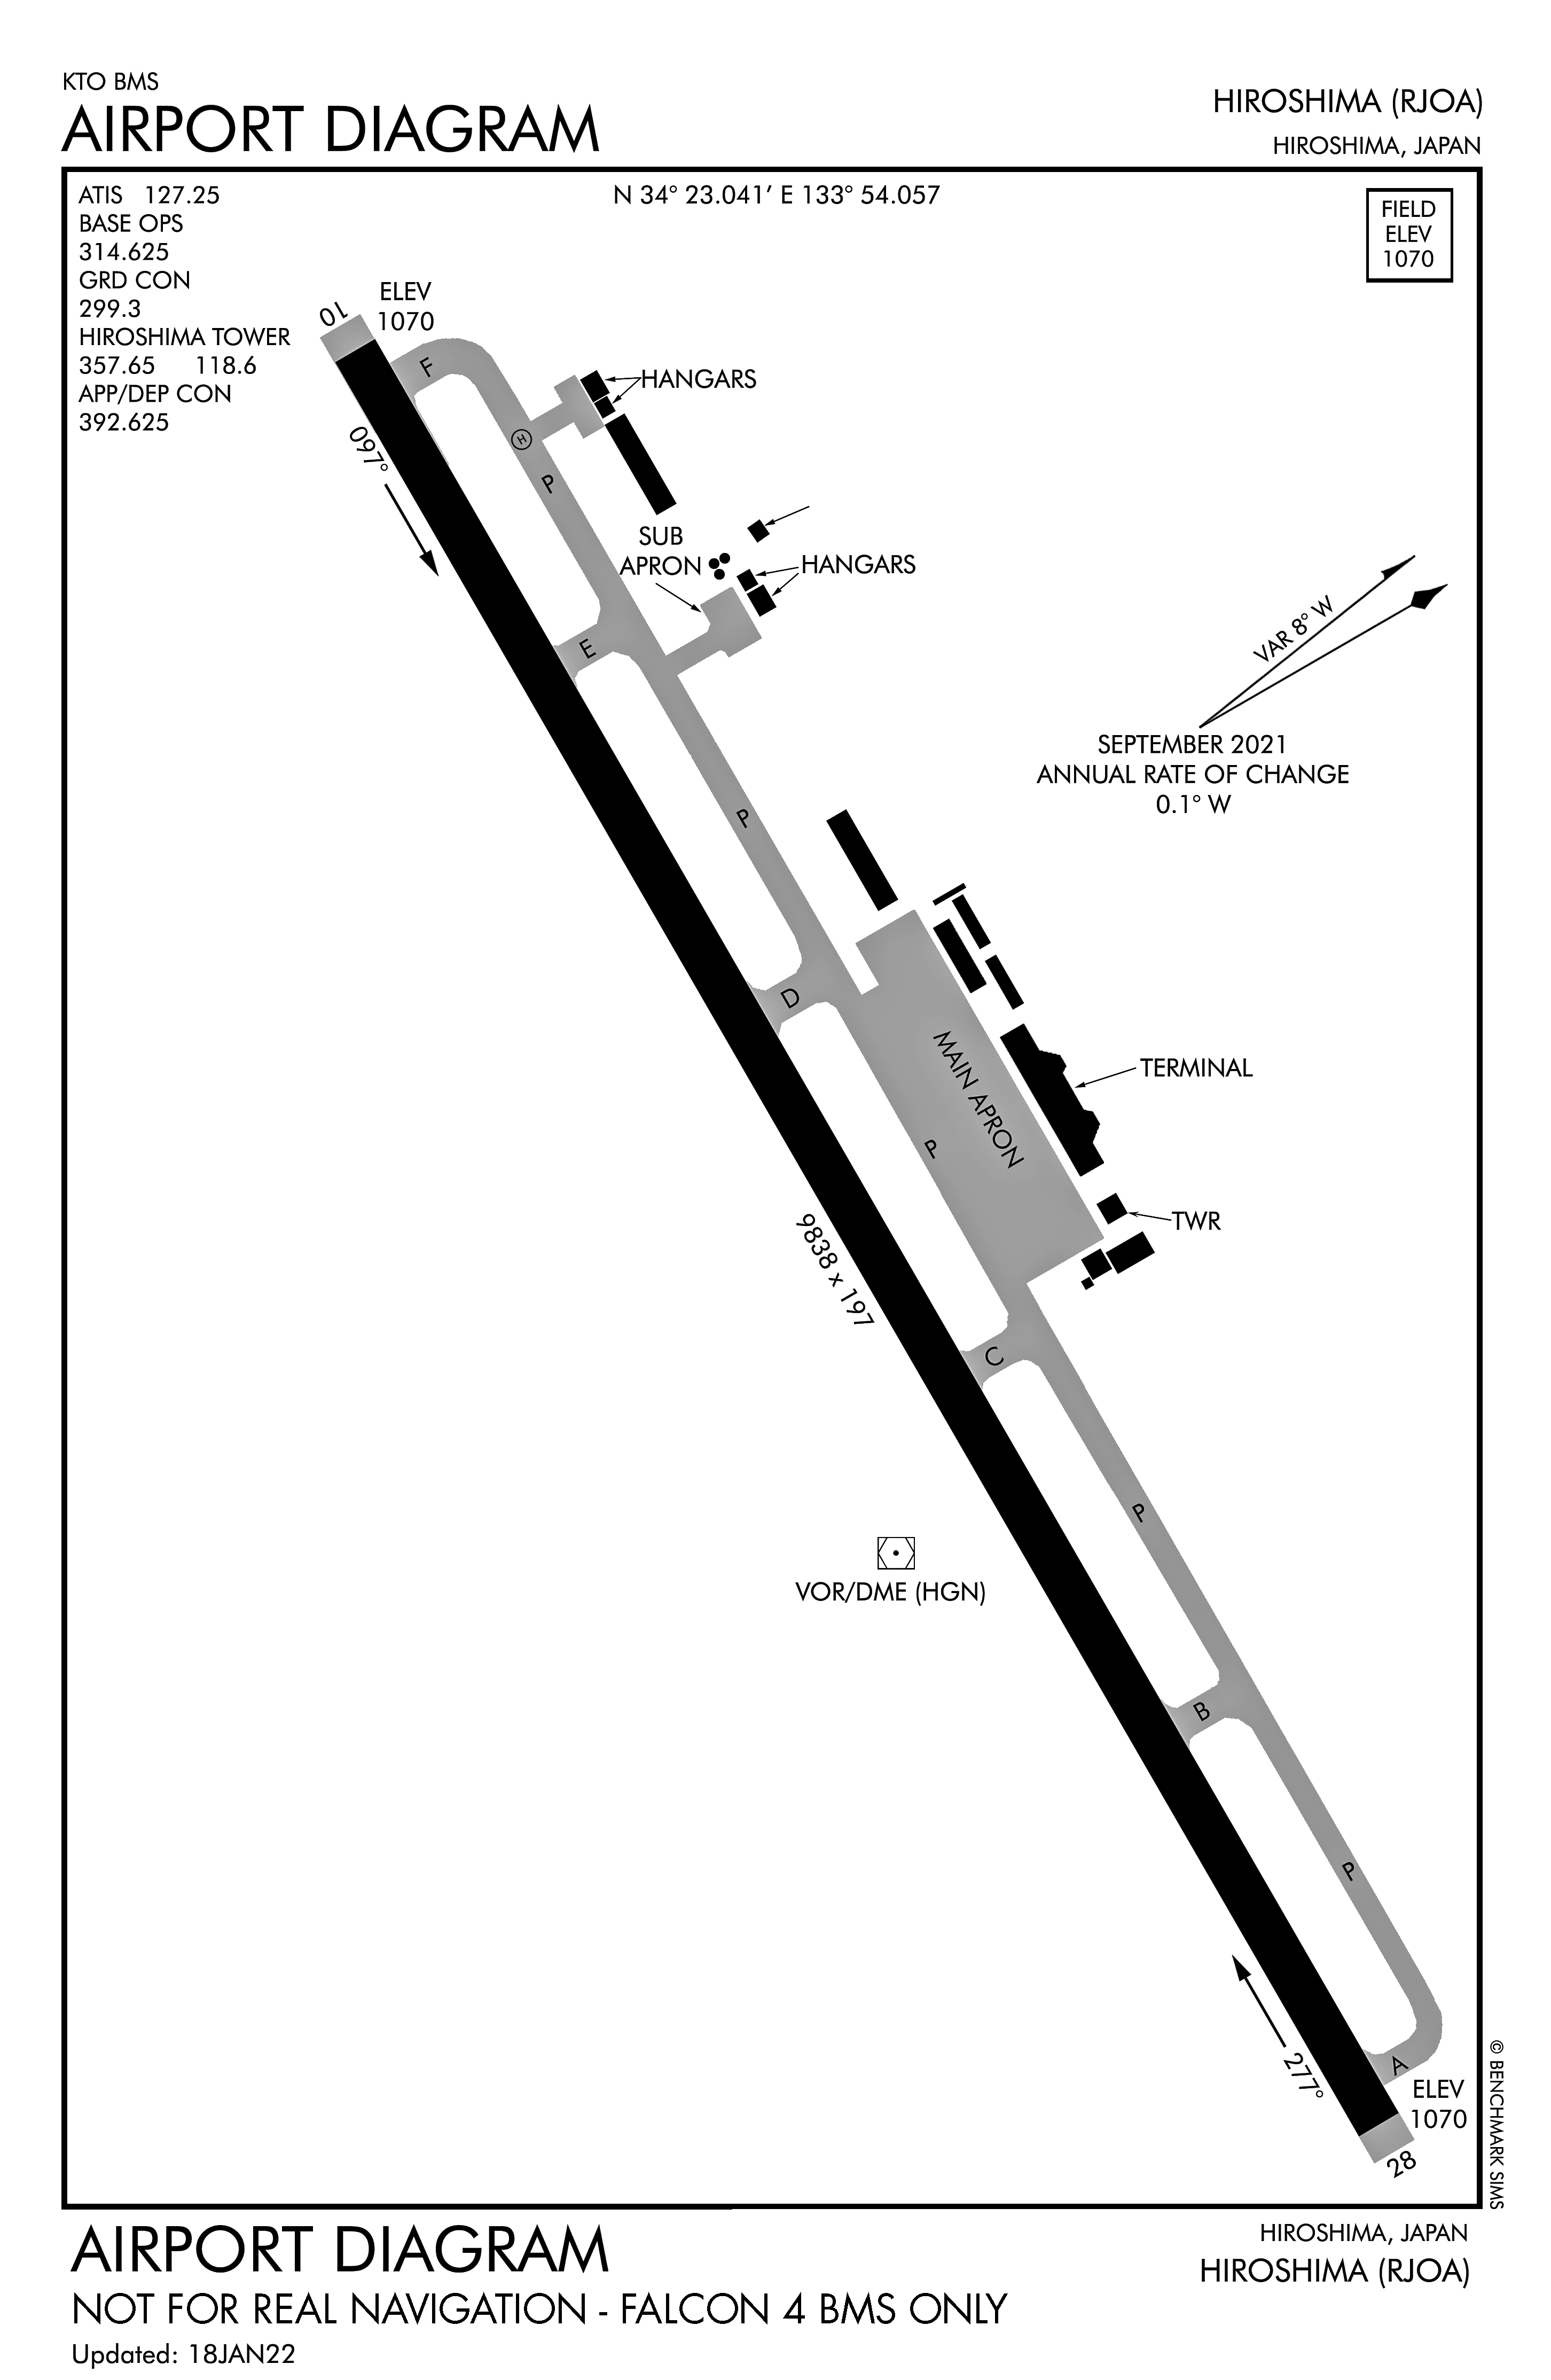 KTO BMS
AIRPORT DIAGRAM
HIROSHIMA (RJOA)
HIROSHIMA, JAPAN
ATIS 127.25
BASE OPS
314.625
GRD CON
299.3
HIROSHIMA TOWER
357.65 118.6
APP/DEP CON
392.625
N 34° 23.041’ E 133° 54.057
FIELD
ELEV
1070
ELEV
1070
10
F
HANGARS
097°
H
P
SUB
APRON
HANGARS
E
VAR 8° W
SEPTEMBER 2021
ANNUAL RATE OF CHANGE
0.1° W
P
D
MAIN APRON
TERMINAL
P
TWR
9838 x 197
C
P
VOR/DME (HGN)
B
P
277°
A
ELEV
1070
28
© BENCHMARK SIMS
AIRPORT DIAGRAM
HIROSHIMA, JAPAN
HIROSHIMA (RJOA)
NOT FOR REAL NAVIGATION - FALCON 4 BMS ONLY
Updated: 18JAN22